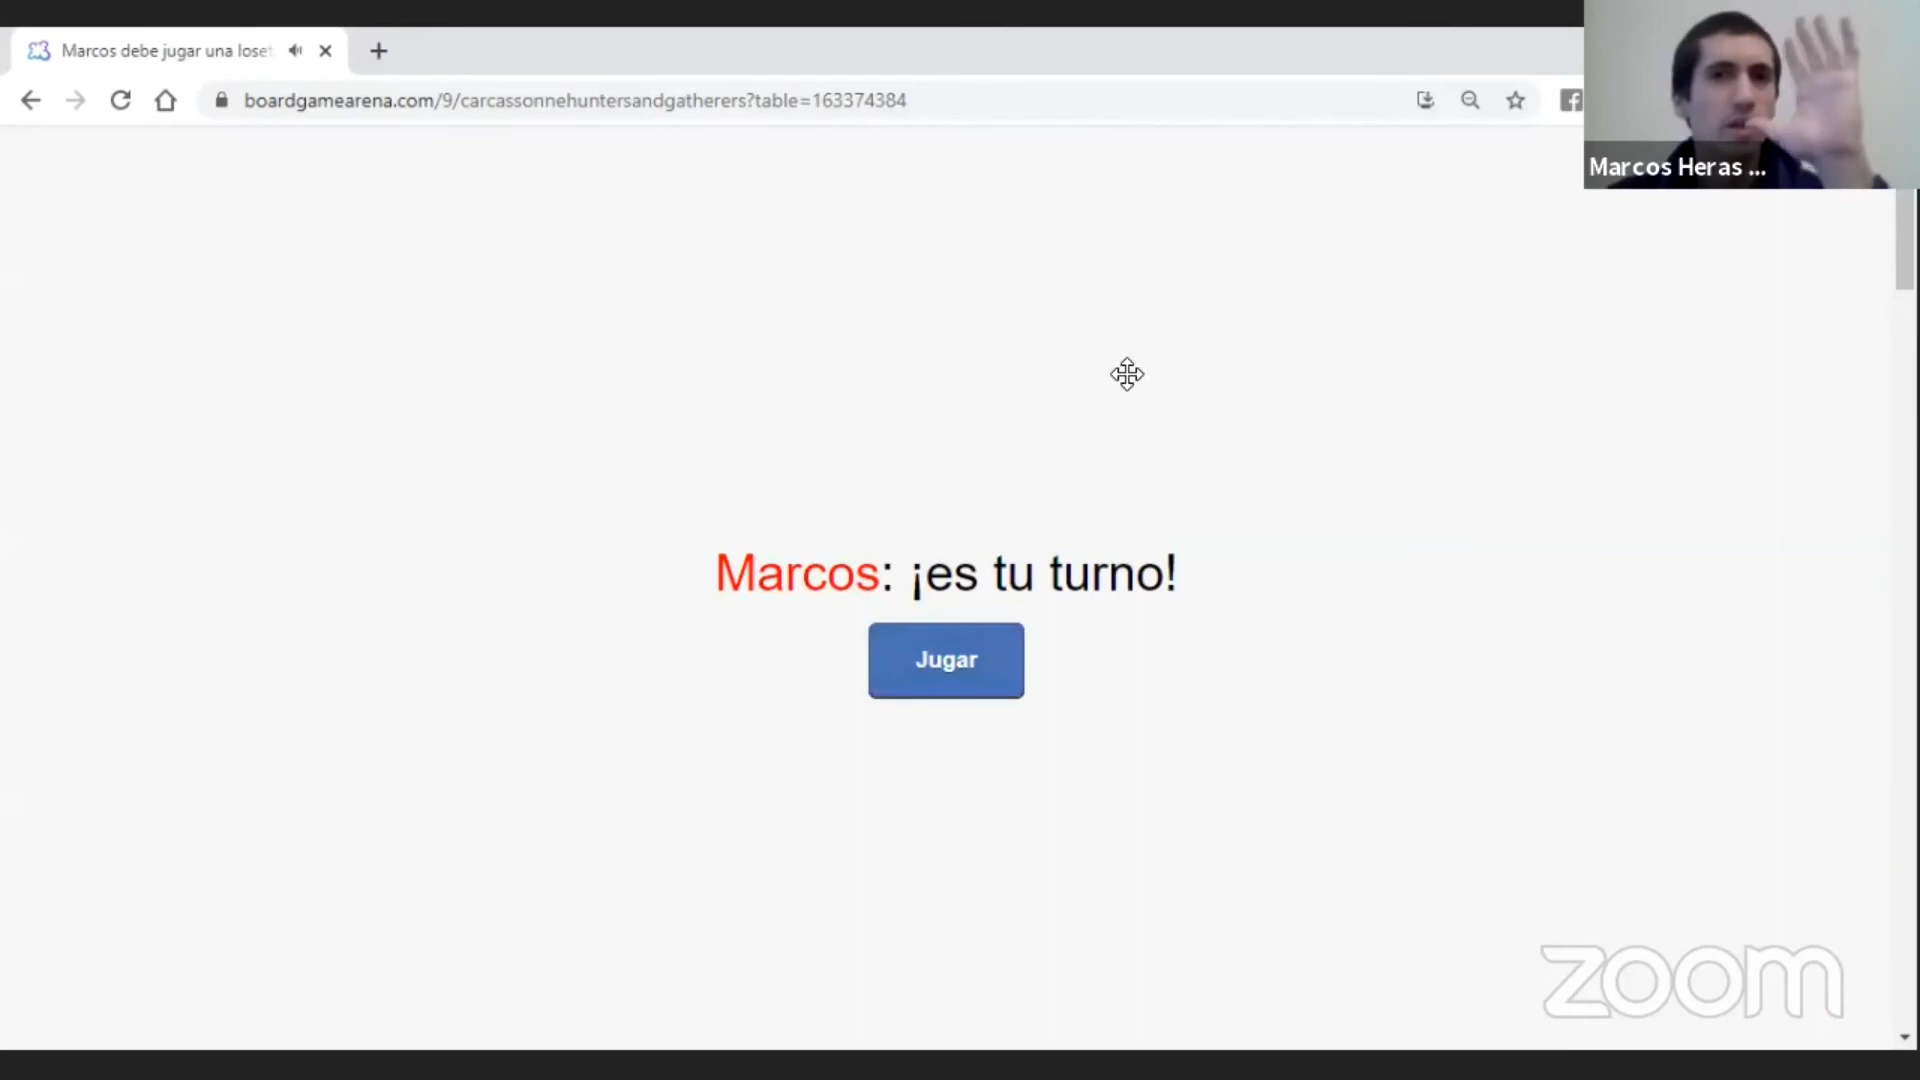 Marcos debe jugar una loset
boardgamearena.com/9/carcassonnehuntersandgatherers?table=163374384
Marcos Heras ...
Marcos: ¡es tu turno!
Jugar
zoom